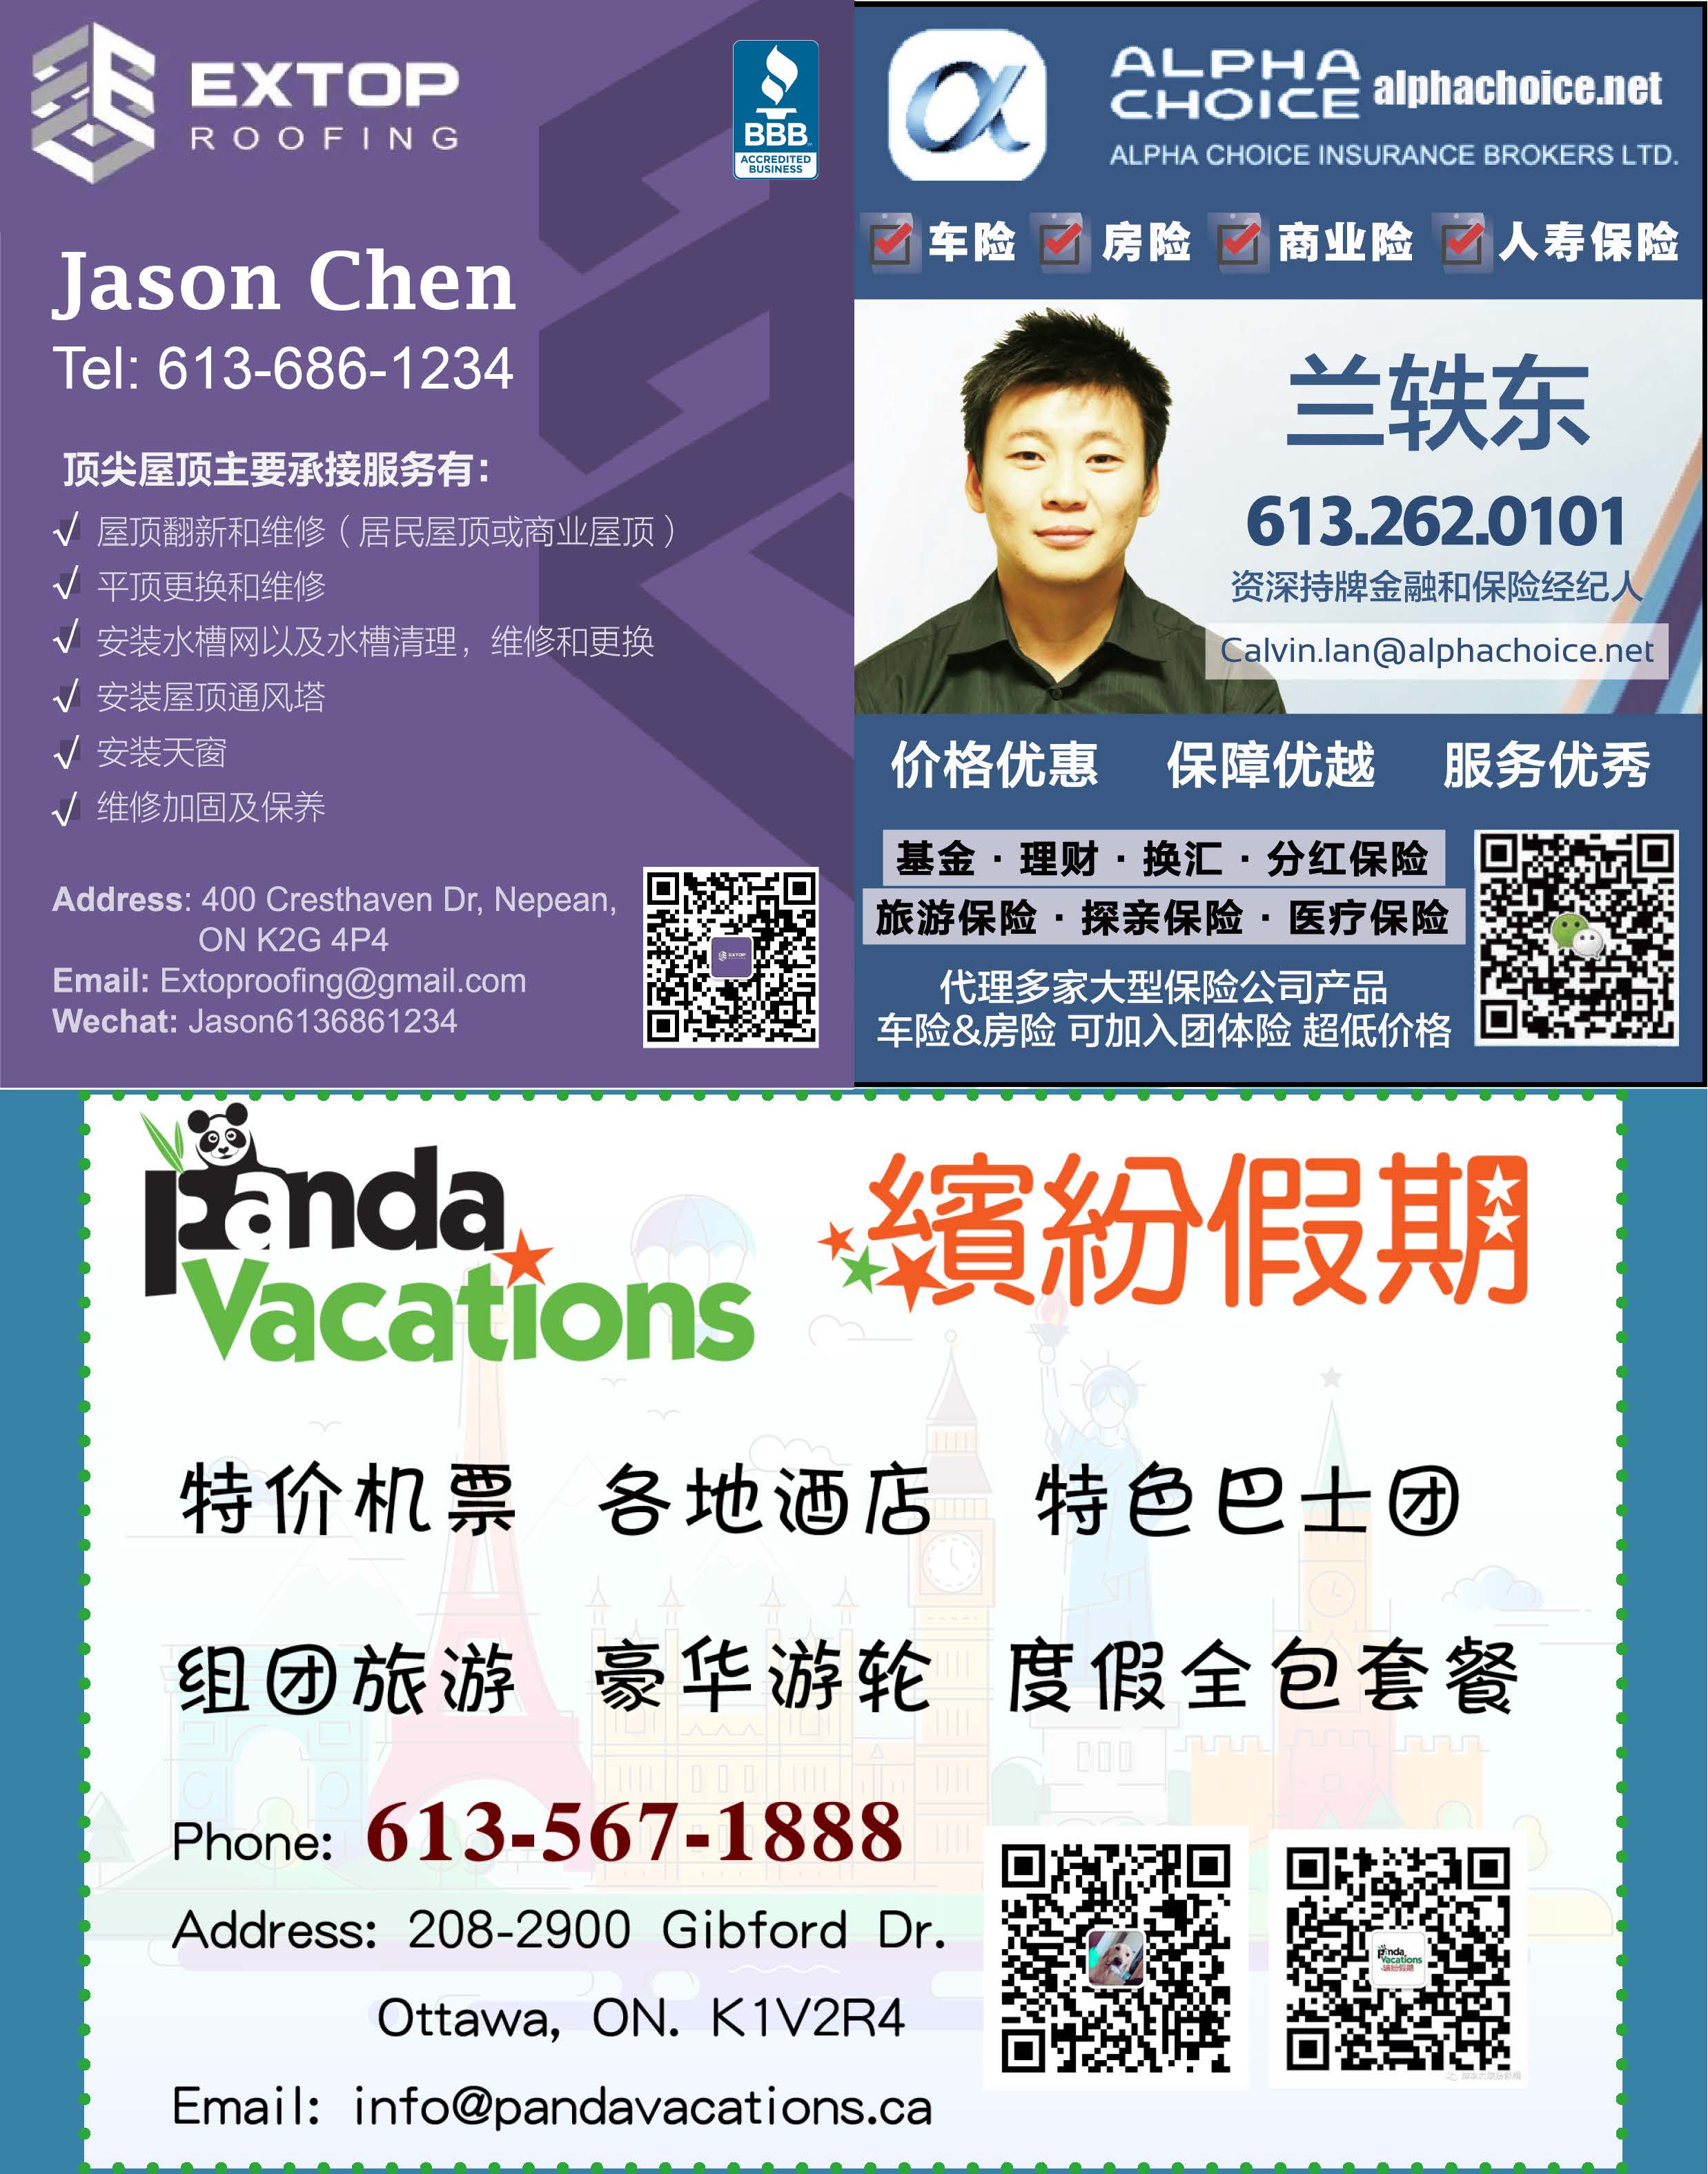 EXTOP
ROOFING
BBB
ACCREDITED
BUSINESS
Jason Chen
Tel: 613-686-1234
顶尖屋顶主要承接服务有：
√ 屋顶翻新和维修（居民屋顶或商业屋顶）
√ 平顶更换和维修
√ 安装水槽网以及水槽清理，维修和更换
√ 安装屋顶通风塔
√ 安装天窗
√ 维修加固及保养
Address: 400 Cresthaven Dr, Nepean,
ON K2G 4P4
Email: Extoproofing@gmail.com
Wechat: Jason6136861234
EXTOP
α
ALPHA
CHOICE alphachoice.net
ALPHA CHOICE INSURANCE BROKERS LTD.
车险 房险 商业险 人寿保险
兰轶东
613.262.0101
资深持牌金融和保险经纪人
Calvin.lan@alphachoice.net
价格优惠 保障优越 服务优秀
基金 · 理财 · 换汇 · 分红保险
旅游保险 · 探亲保险 · 医疗保险
代理多家大型保险公司产品
车险&房险 可加入团体险 超低价格
panda
Vacations
繽紛假期
特价机票 各地酒店 特色巴士团
组团旅游 豪华游轮 度假全包套餐
Phone: 613-567-1888
Address: 208-2900 Gibford Dr.
Ottawa, ON. K1V2R4
Email: info@pandavacations.ca
panda
Vacations
繽紛假期